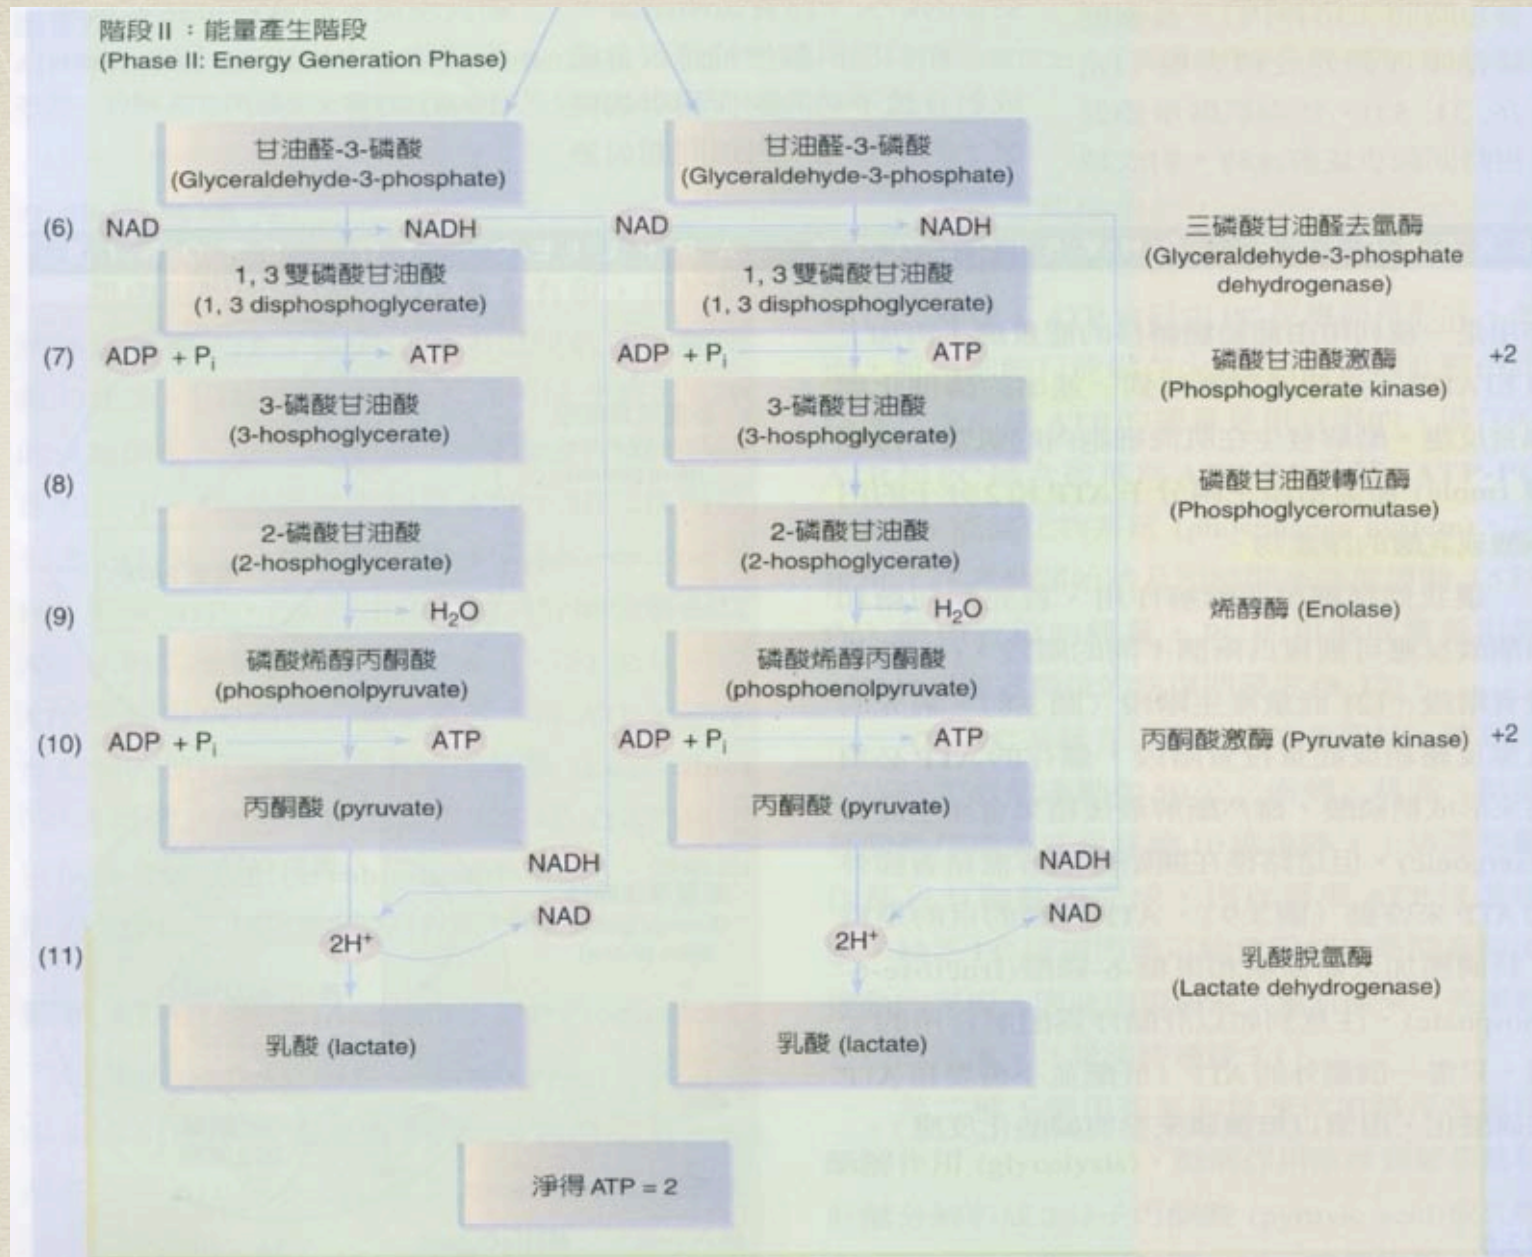 階段 II：能量產生階段
(Phase II: Energy Generation Phase)
甘油醛-3-磷酸
(Glyceraldehyde-3-phosphate)
甘油醛-3-磷酸
(Glyceraldehyde-3-phosphate)
(6) NAD NADH NAD NADH
三磷酸甘油醛去氫酶
(Glyceraldehyde-3-phosphate
dehydrogenase)
1, 3 雙磷酸甘油酸
(1, 3 disphosphoglycerate)
1, 3 雙磷酸甘油酸
(1, 3 disphosphoglycerate)
(7) ADP + Pi ATP ADP + Pi ATP
磷酸甘油酸激酶 +2
(Phosphoglycerate kinase)
3-磷酸甘油酸
(3-hosphoglycerate)
3-磷酸甘油酸
(3-hosphoglycerate)
(8)
磷酸甘油酸轉位酶
(Phosphoglyceromutase)
2-磷酸甘油酸
(2-hosphoglycerate)
2-磷酸甘油酸
(2-hosphoglycerate)
(9) H₂O H₂O 烯醇酶 (Enolase)
磷酸烯醇丙酮酸
(phosphoenolpyruvate)
磷酸烯醇丙酮酸
(phosphoenolpyruvate)
(10) ADP + Pi ATP ADP + Pi ATP 丙酮酸激酶 (Pyruvate kinase) +2
丙酮酸 (pyruvate)
丙酮酸 (pyruvate)
NADH NADH
NAD NAD
(11) 2H⁺ 2H⁺
乳酸脫氫酶
(Lactate dehydrogenase)
乳酸 (lactate)
乳酸 (lactate)
淨得 ATP = 2